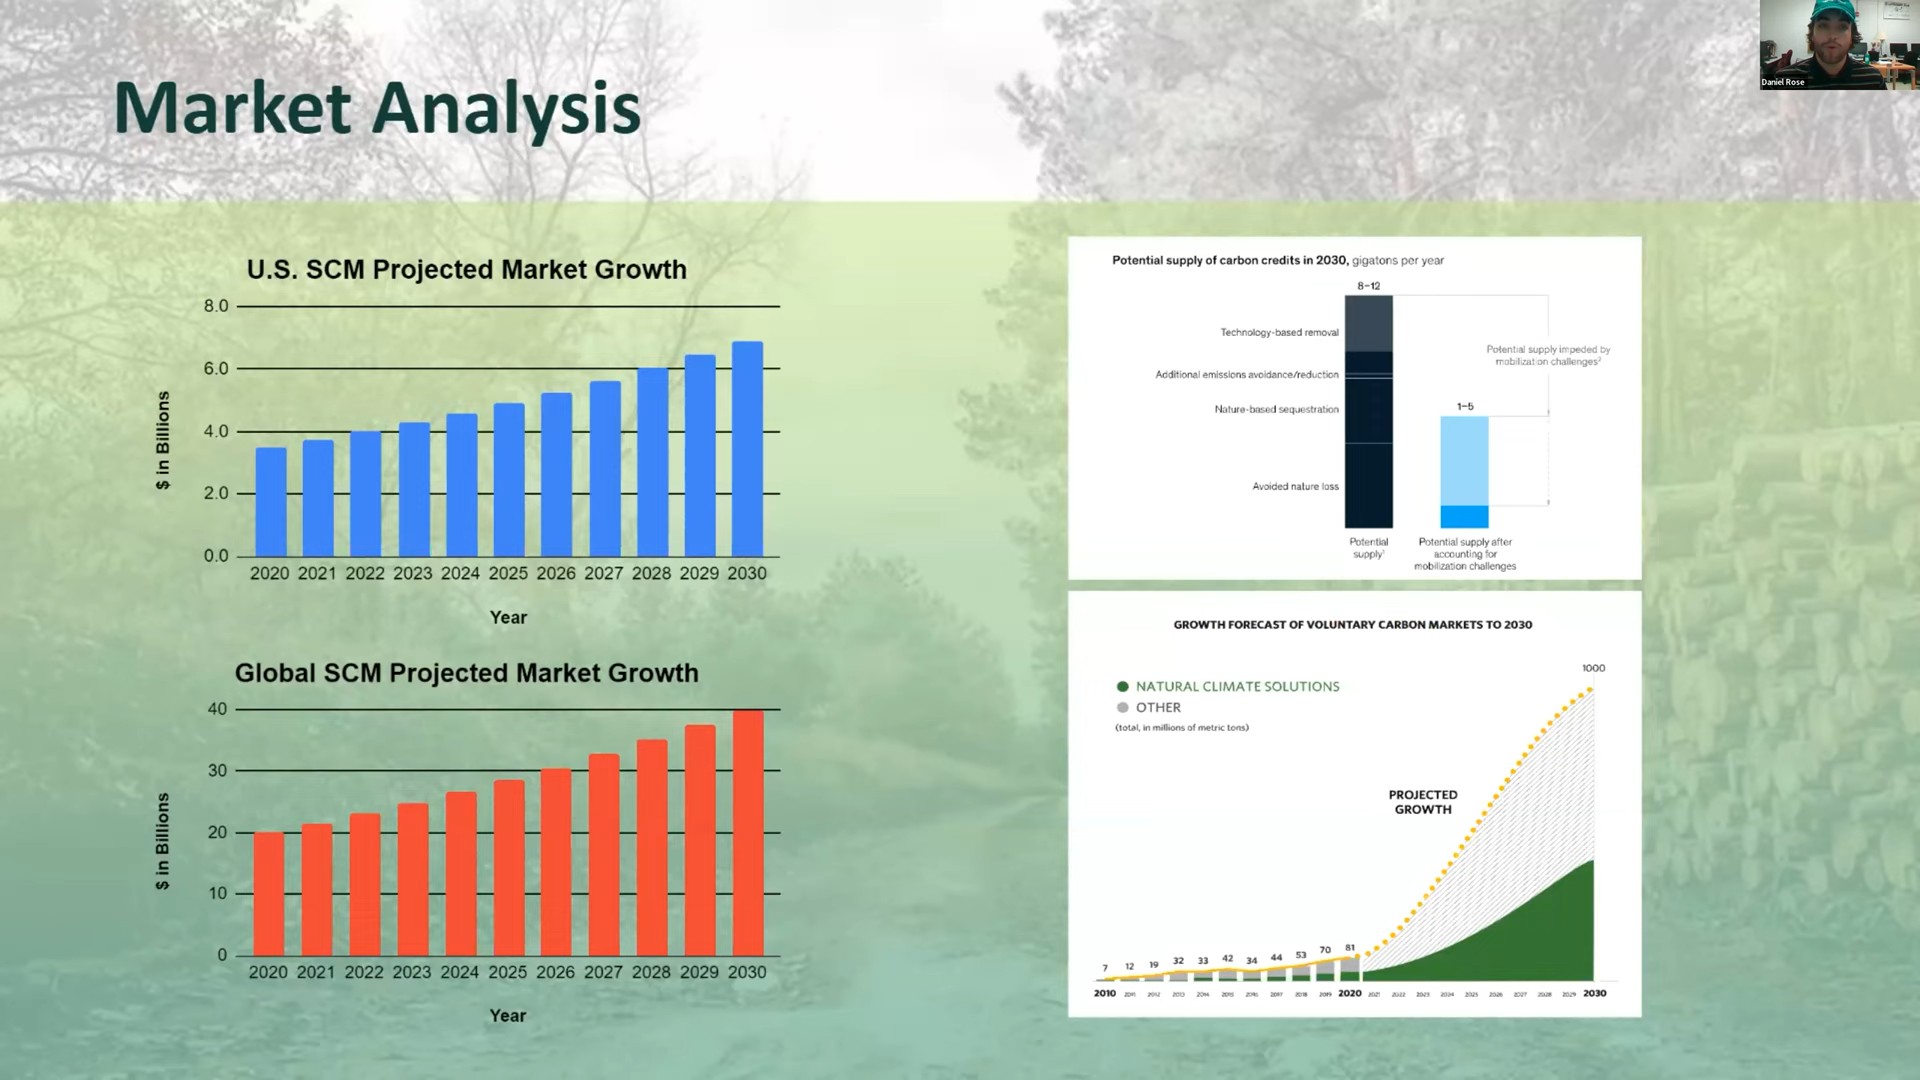 Market Analysis
Daniel Rose
U.S. SCM Projected Market Growth
8.0
6.0
4.0
2.0
0.0
$ in Billions
2020 2021 2022 2023 2024 2025 2026 2027 2028 2029 2030
Year
Global SCM Projected Market Growth
40
30
20
10
0
$ in Billions
2020 2021 2022 2023 2024 2025 2026 2027 2028 2029 2030
Year
Potential supply of carbon credits in 2030, gigatons per year
8–12
Technology-based removal
Potential supply impeded by
mobilization challenges²
Additional emissions avoidance/reduction
Nature-based sequestration
1–5
Avoided nature loss
Potential
supply¹
Potential supply after
accounting for
mobilization challenges
GROWTH FORECAST OF VOLUNTARY CARBON MARKETS TO 2030
1000
NATURAL CLIMATE SOLUTIONS
OTHER
(total, in millions of metric tons)
PROJECTED
GROWTH
7 12 19 32 33 42 34 44 53 70 81
2010 2011 2012 2013 2014 2015 2016 2017 2018 2019 2020 2021 2022 2023 2024 2025 2026 2027 2028 2029 2030